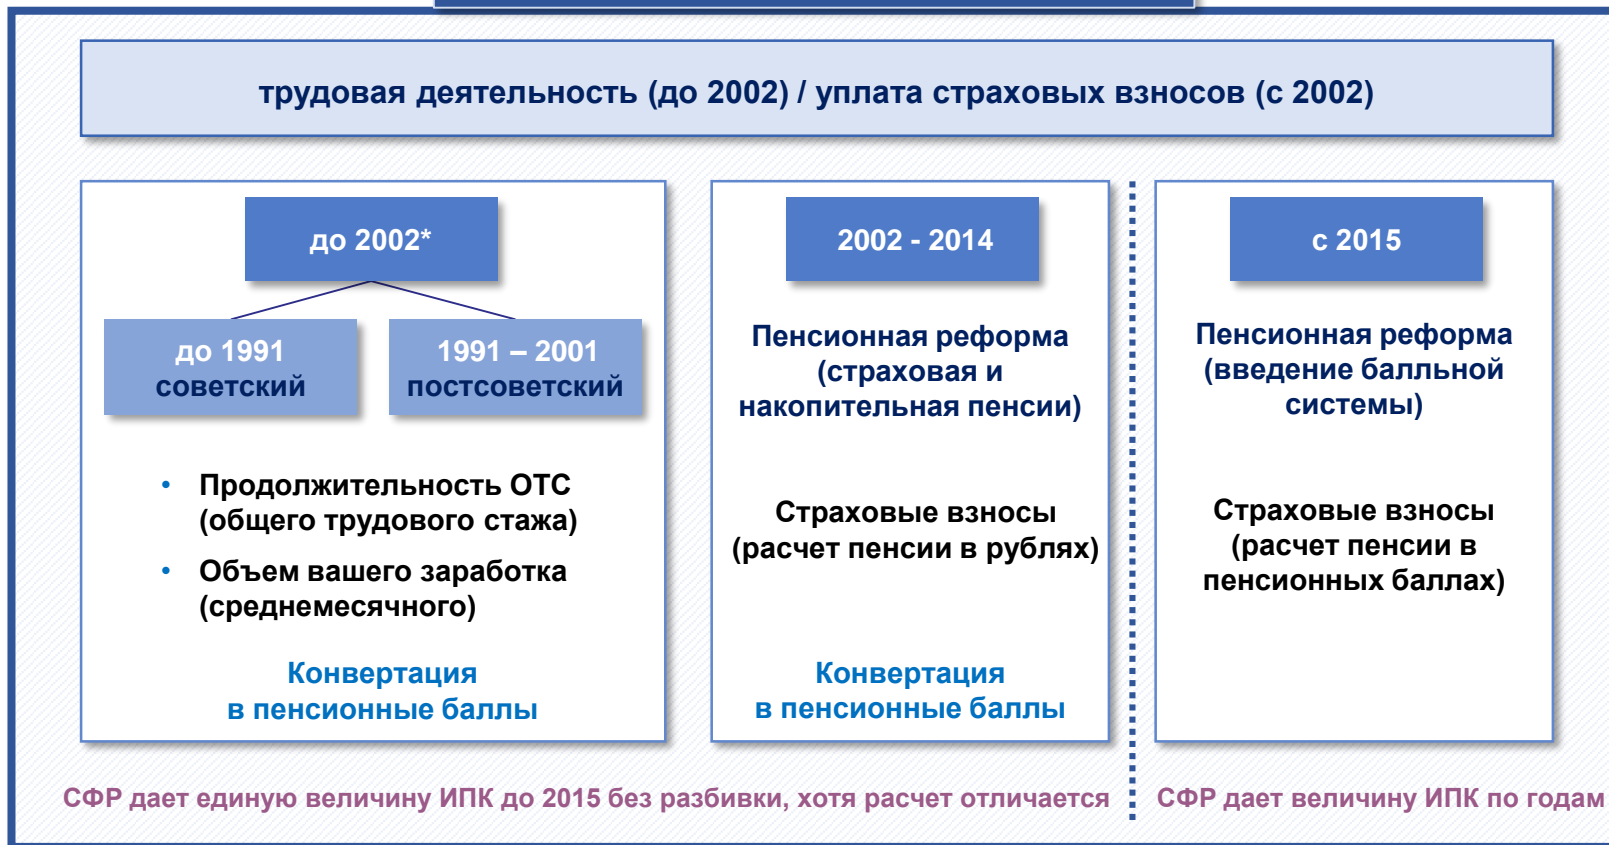 трудовая деятельность (до 2002) / уплата страховых взносов (с 2002)
до 2002*
до 1991
советский
1991 – 2001
постсоветский
• Продолжительность ОТС
(общего трудового стажа)
• Объем вашего заработка
(среднемесячного)
Конвертация
в пенсионные баллы
2002 - 2014
Пенсионная реформа
(страховая и
накопительная пенсии)
Страховые взносы
(расчет пенсии в рублях)
Конвертация
в пенсионные баллы
с 2015
Пенсионная реформа
(введение балльной
системы)
Страховые взносы
(расчет пенсии в
пенсионных баллах)
СФР дает единую величину ИПК до 2015 без разбивки, хотя расчет отличается
СФР дает величину ИПК по годам